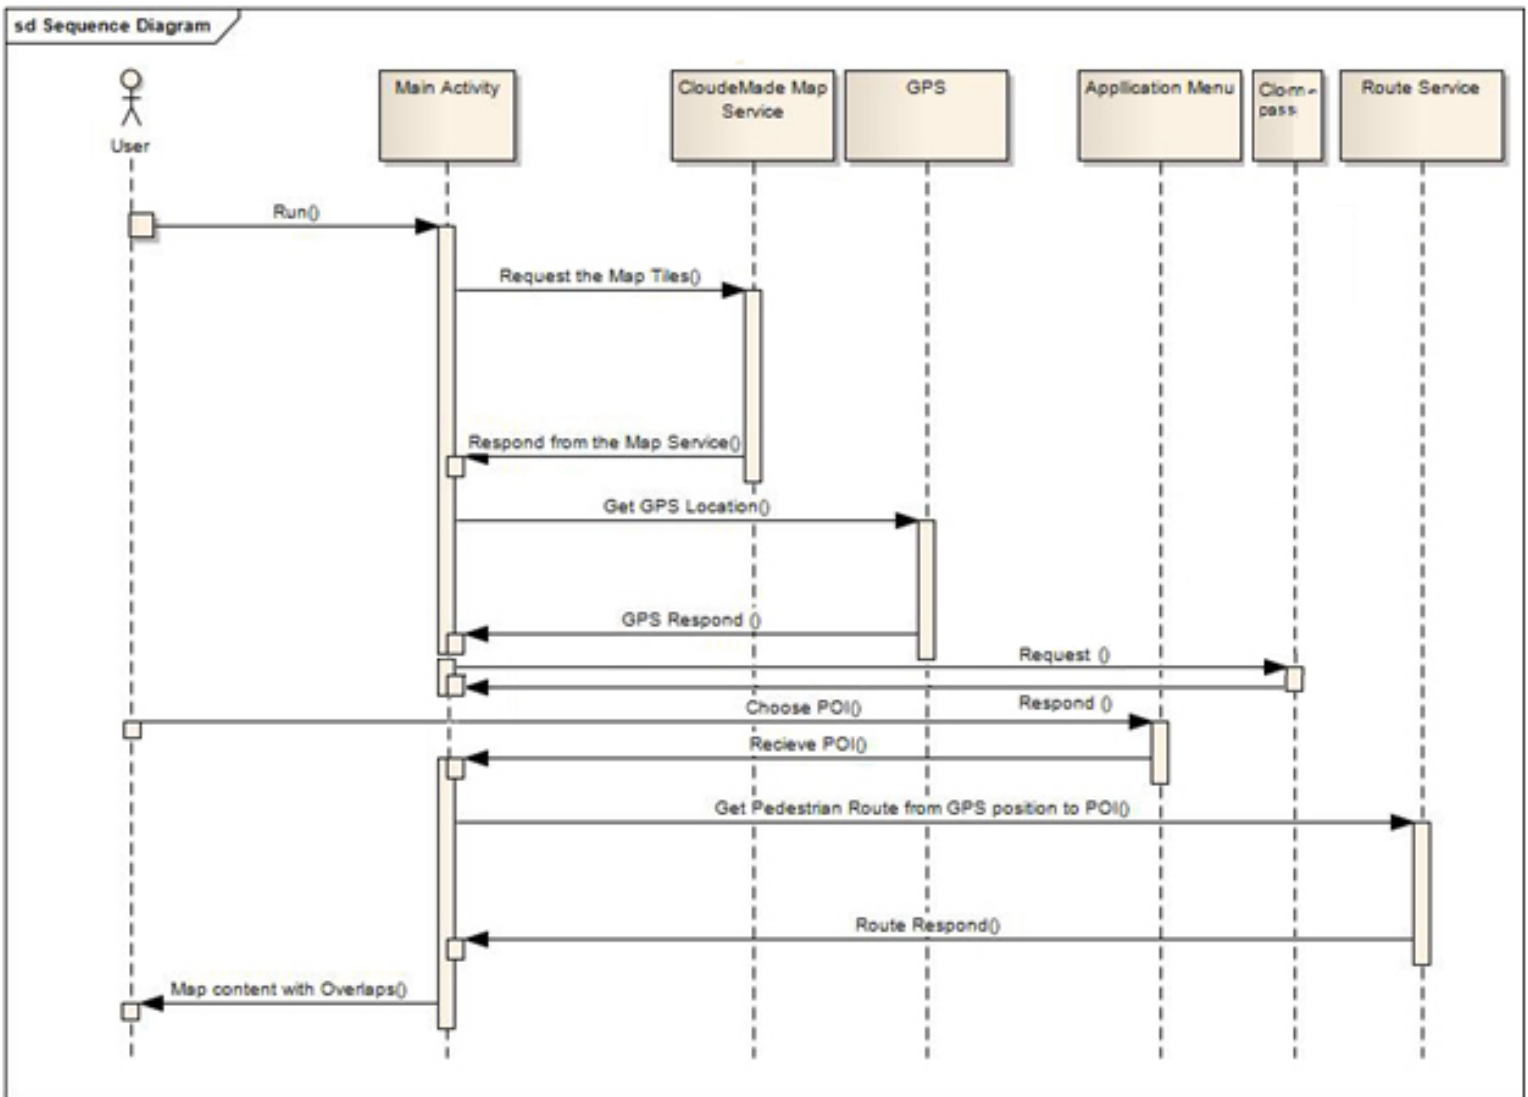 sd Sequence Diagram
User
Main Activity
CloudeMade Map
Service
GPS
Appllication Menu
Clom-
pass
Route Service
Run()
Request the Map Tiles()
Respond from the Map Service()
Get GPS Location()
GPS Respond ()
Request ()
Respond ()
Choose POI()
Recieve POI()
Get Pedestrian Route from GPS position to POI()
Route Respond()
Map content with Overlaps()